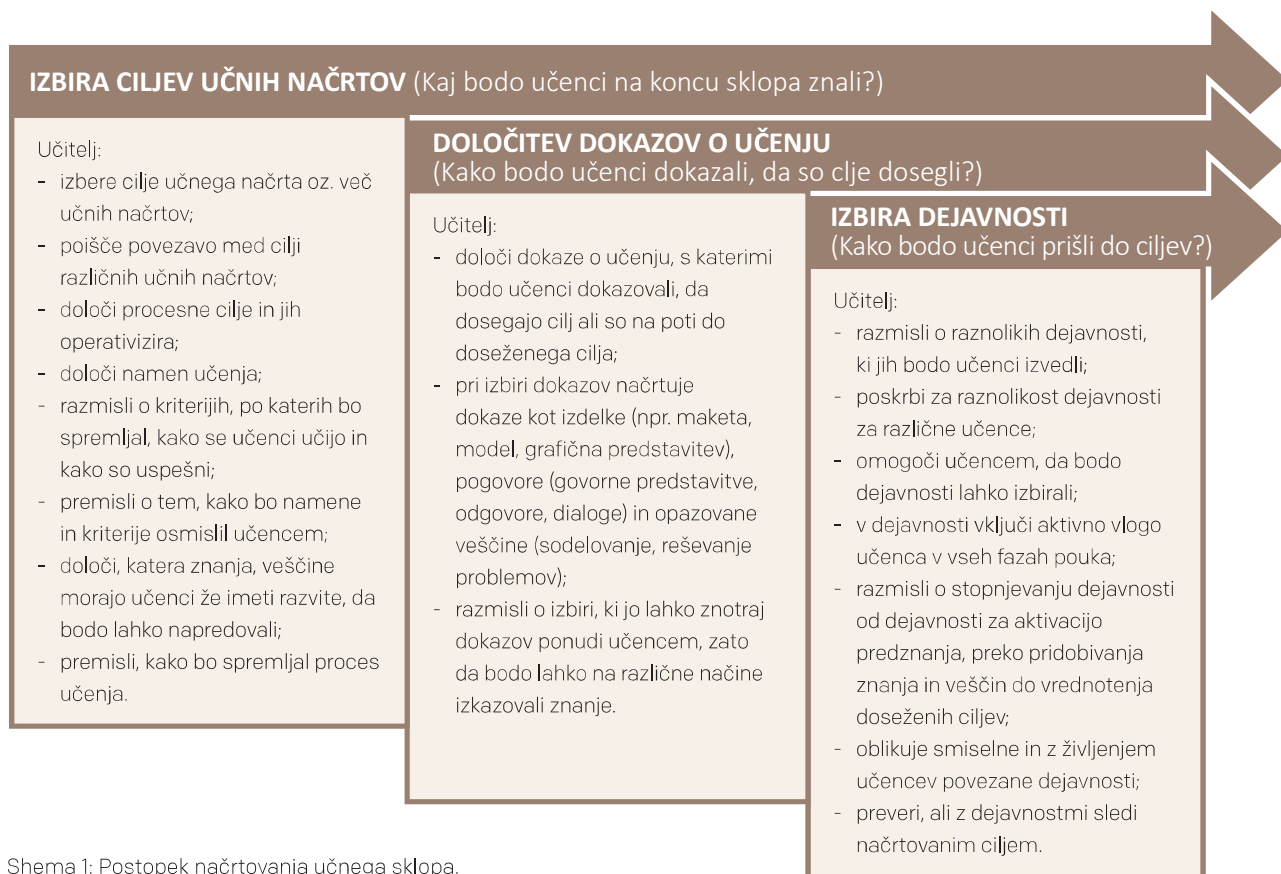 IZBIRA CILJEV UČNIH NAČRTOV (Kaj bodo učenci na koncu sklopa znali?)
Učitelj:
- izbere cilje učnega načrta oz. več
učnih načrtov;
- poišče povezavo med cilji
različnih učnih načrtov;
- določi procesne cilje in jih
operativizira;
- določi namen učenja;
- razmisli o kriterijih, po katerih bo
spremljal, kako se učenci učijo in
kako so uspešni;
- premisli o tem, kako bo namene
in kriterije osmislil učencem;
- določi, katera znanja, veščine
morajo učenci že imeti razvite, da
bodo lahko napredovali;
- premisli, kako bo spremljal proces
učenja.
DOLOČITEV DOKAZOV O UČENJU
(Kako bodo učenci dokazali, da so clje dosegli?)
Učitelj:
- določi dokaze o učenju, s katerimi
bodo učenci dokazovali, da
dosegajo cilj ali so na poti do
doseženega cilja;
- pri izbiri dokazov načrtuje
dokaze kot izdelke (npr. maketa,
model, grafična predstavitev),
pogovore (govorne predstavitve,
odgovore, dialoge) in opazovane
veščine (sodelovanje, reševanje
problemov);
- razmisli o izbiri, ki jo lahko znotraj
dokazov ponudi učencem, zato
da bodo lahko na različne načine
izkazovali znanje.
IZBIRA DEJAVNOSTI
(Kako bodo učenci prišli do ciljev?)
Učitelj:
- razmisli o raznolikih dejavnosti,
ki jih bodo učenci izvedli;
- poskrbi za raznolikost dejavnosti
za različne učence;
- omogoči učencem, da bodo
dejavnosti lahko izbirali;
- v dejavnosti vključi aktivno vlogo
učenca v vseh fazah pouka;
- razmisli o stopnjevanju dejavnosti
od dejavnosti za aktivacijo
predznanja, preko pridobivanja
znanja in veščin do vrednotenja
doseženih ciljev;
- oblikuje smiselne in z življenjem
učencev povezane dejavnosti;
- preveri, ali z dejavnostmi sledi
načrtovanim ciljem.
Shema 1: Postopek načrtovanja učnega sklopa.